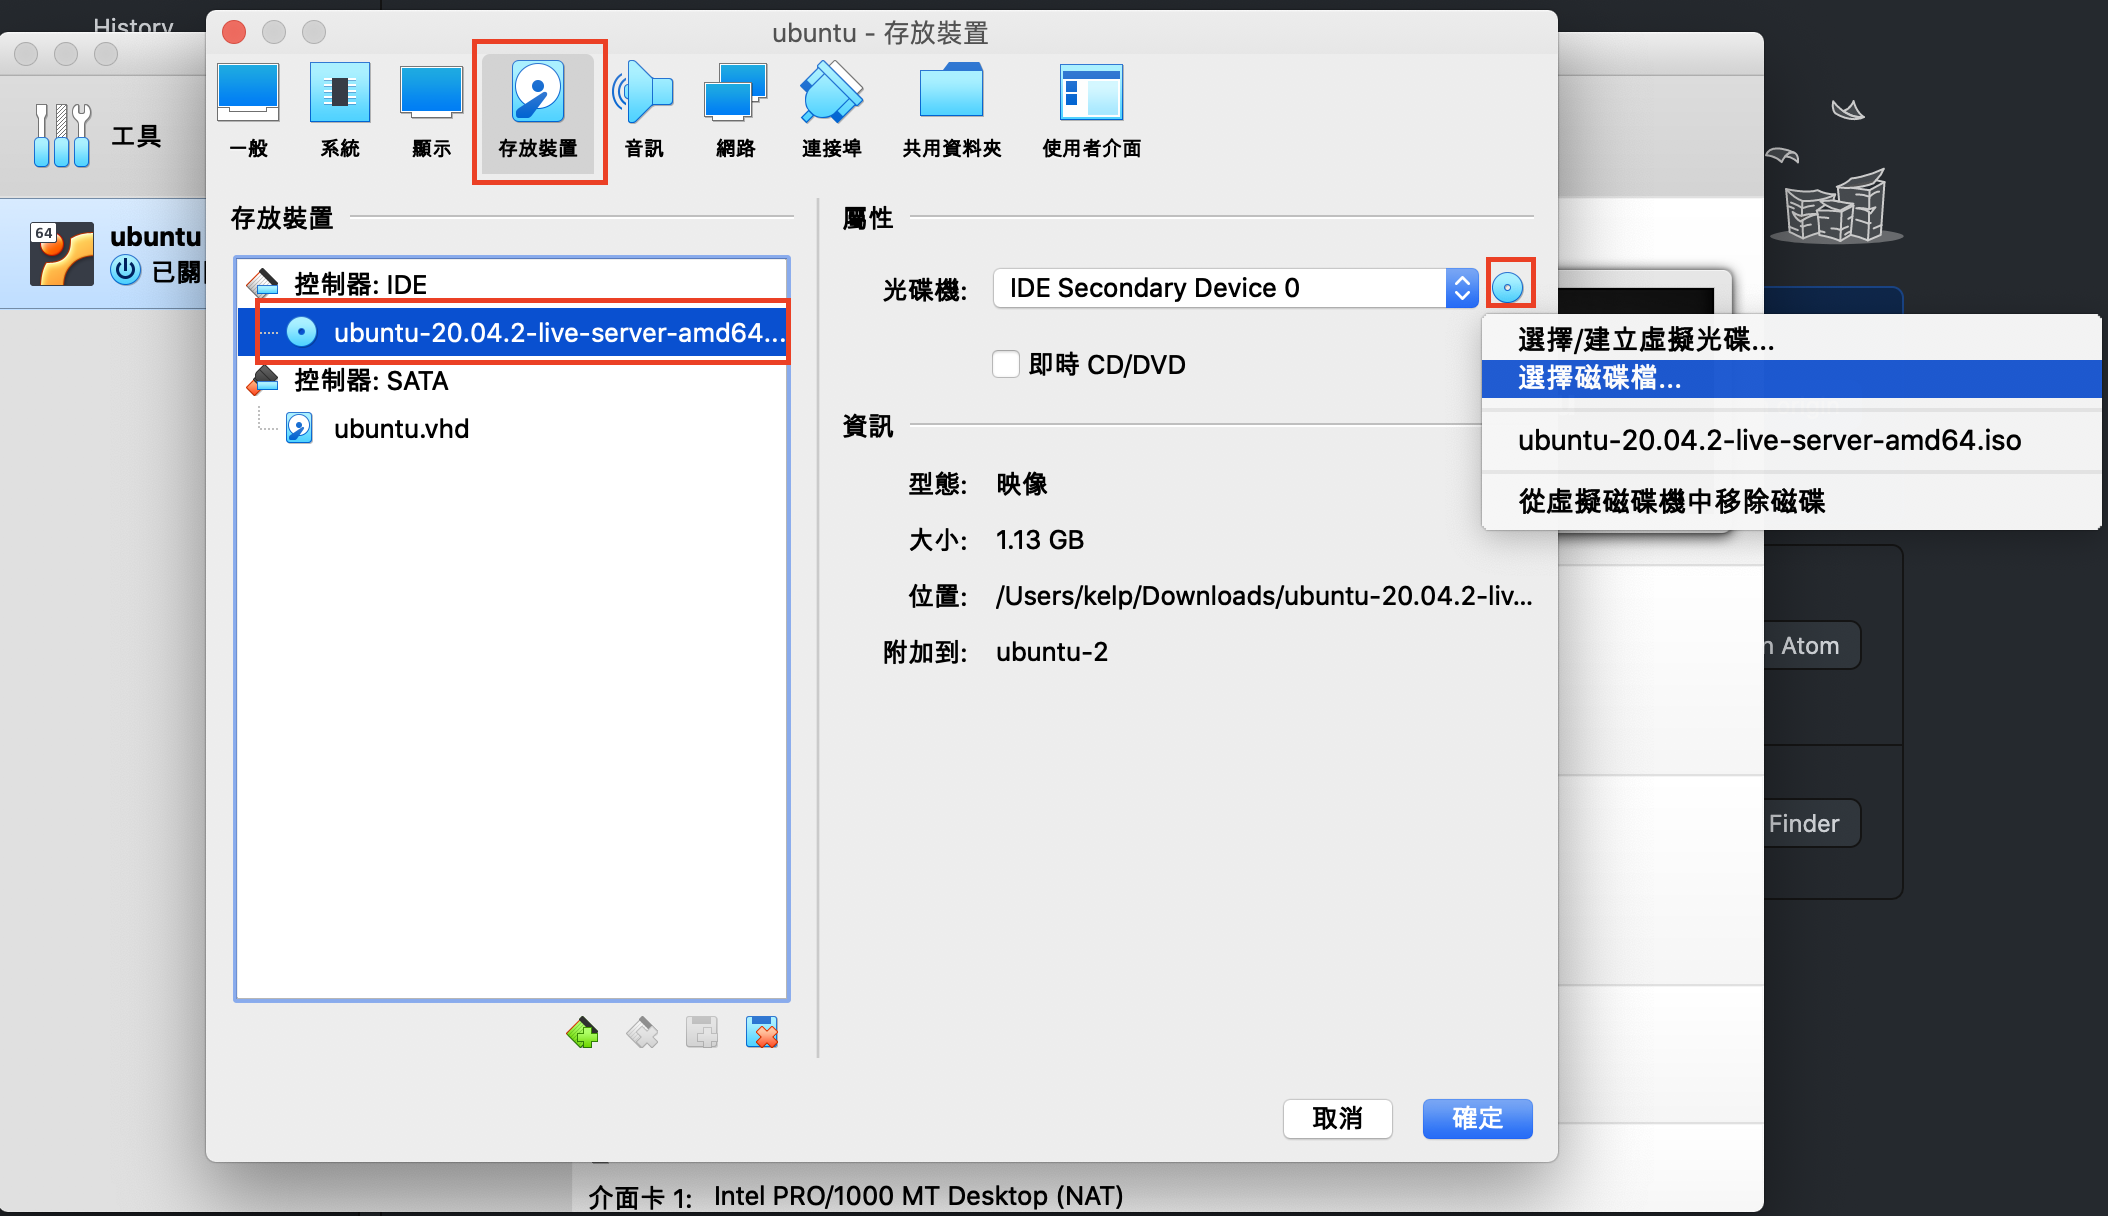 History
ubuntu - 存放裝置
一般
系統
顯示
存放裝置
音訊
網路
連接埠
共用資料夾
使用者介面
工具
64
ubuntu
已關
存放裝置
控制器: IDE
ubuntu-20.04.2-live-server-amd64...
控制器: SATA
ubuntu.vhd
屬性
光碟機: IDE Secondary Device 0
即時 CD/DVD
資訊
型態: 映像
大小: 1.13 GB
位置: /Users/kelp/Downloads/ubuntu-20.04.2-liv...
附加到: ubuntu-2
選擇/建立虛擬光碟...
選擇磁碟檔...
ubuntu-20.04.2-live-server-amd64.iso
從虛擬磁碟機中移除磁碟
n Atom
Finder
取消
確定
介面卡 1: Intel PRO/1000 MT Desktop (NAT)